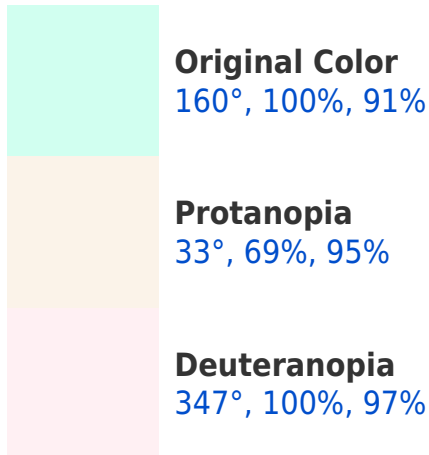 Original Color
160°, 100%, 91%
Protanopia
33°, 69%, 95%
Deuteranopia
347°, 100%, 97%